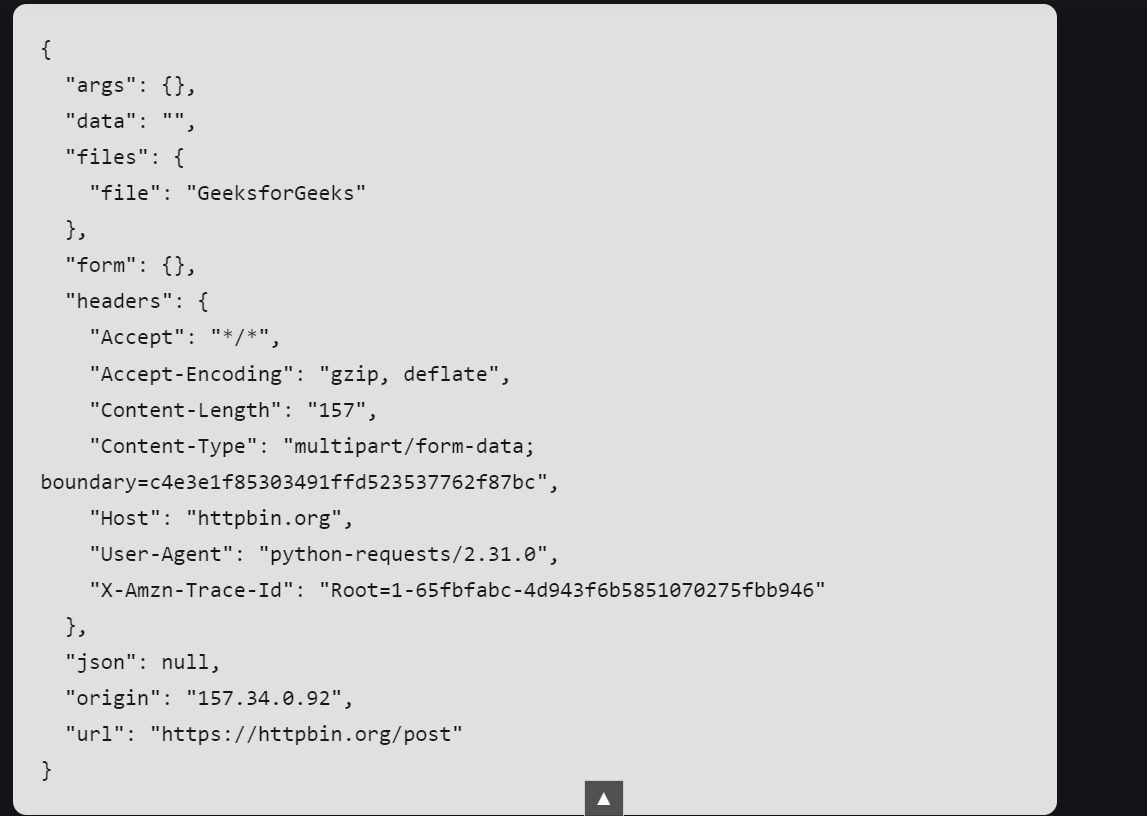 {
  "args": {},
  "data": "",
  "files": {
    "file": "GeeksforGeeks"
  },
  "form": {},
  "headers": {
    "Accept": "*/*",
    "Accept-Encoding": "gzip, deflate",
    "Content-Length": "157",
    "Content-Type": "multipart/form-data;
boundary=c4e3e1f85303491ffd523537762f87bc",
    "Host": "httpbin.org",
    "User-Agent": "python-requests/2.31.0",
    "X-Amzn-Trace-Id": "Root=1-65fbfabc-4d943f6b5851070275fbb946"
  },
  "json": null,
  "origin": "157.34.0.92",
  "url": "https://httpbin.org/post"
}